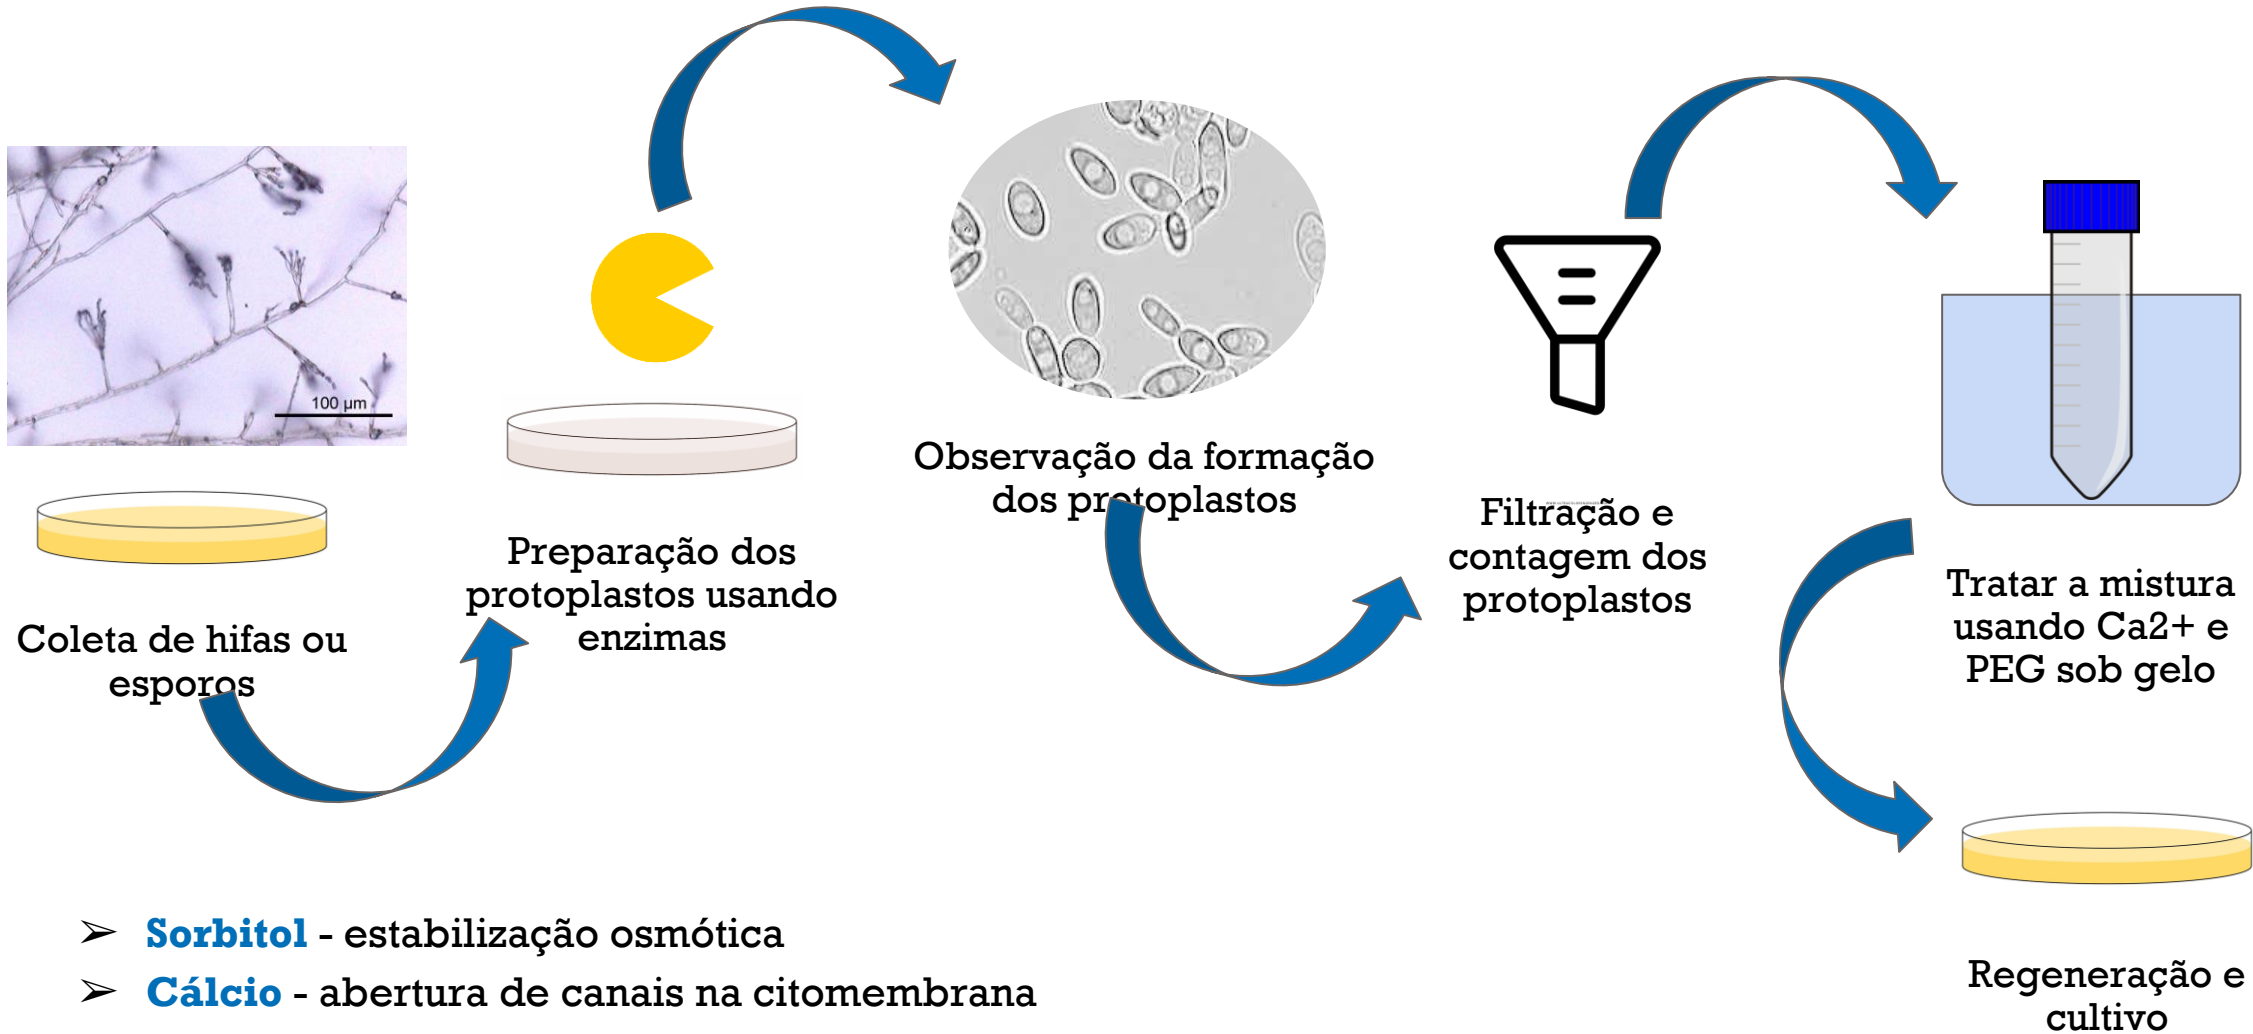 100 µm
Coleta de hifas ou
esporos
Preparação dos
protoplastos usando
enzimas
Observação da formação
dos protoplastos
Filtração e
contagem dos
protoplastos
Tratar a mistura
usando Ca2+ e
PEG sob gelo
Regeneração e
cultivo
➢ Sorbitol - estabilização osmótica
➢ Cálcio - abertura de canais na citomembrana